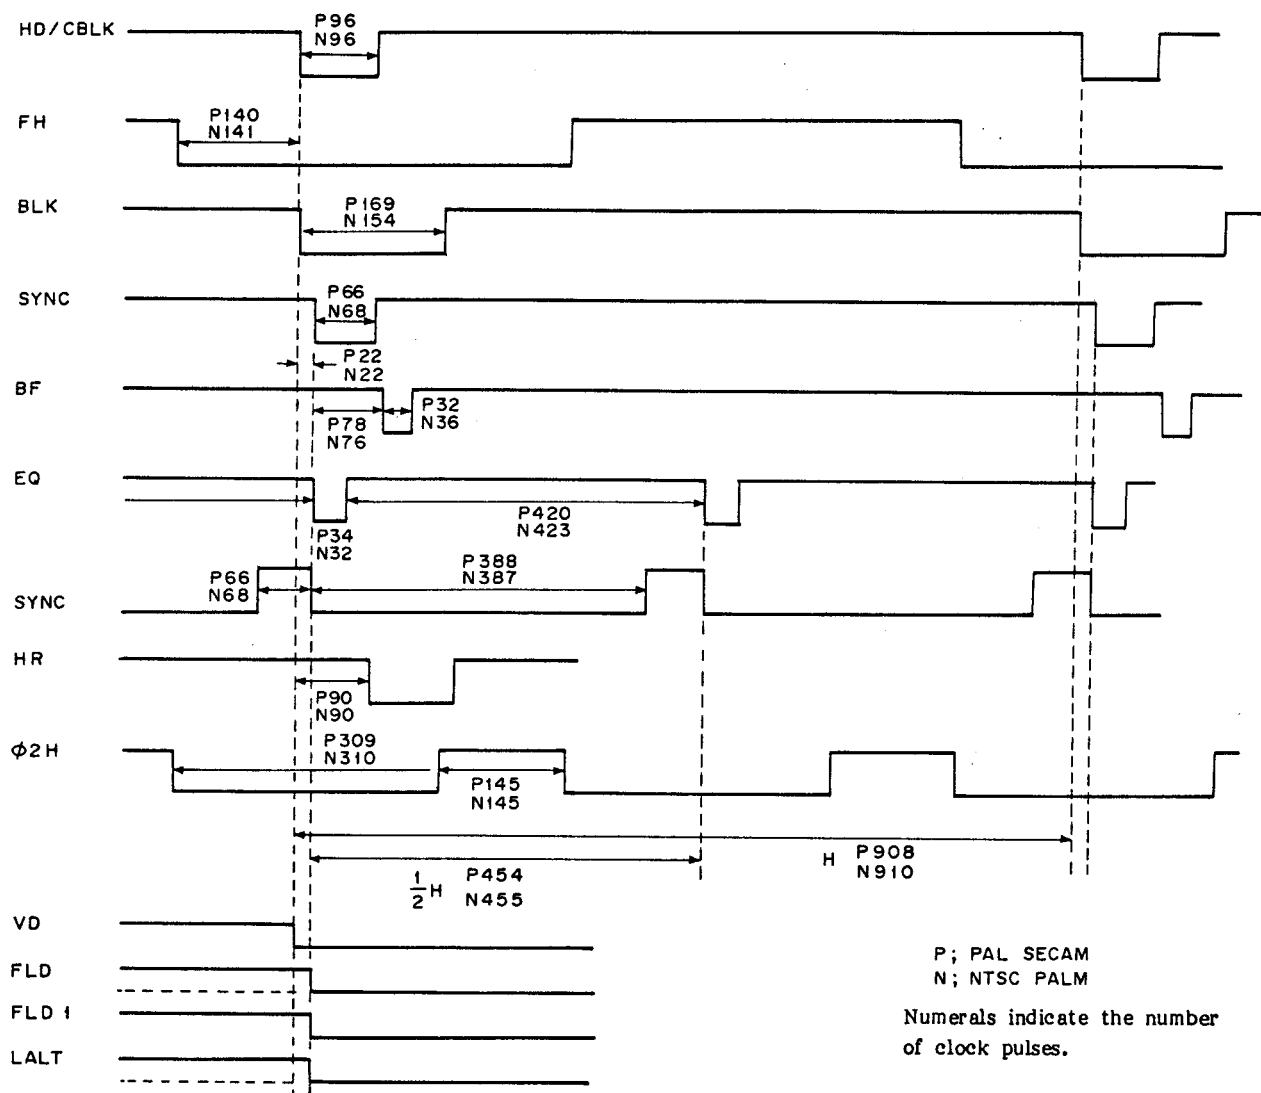 HD/CBLK
P96
N96
FH
P140
N141
BLK
P169
N154
SYNC
P66
N68
P22
N22
BF
P78
N76
P32
N36
EQ
P34
N32
P420
N423
SYNC
P66
N68
P388
N387
HR
P90
N90
φ2H
P309
N310
P145
N145
H P908
N910
1/2 H P454
N455
VD
FLD
FLD 1
LALT
P; PAL SECAM
N; NTSC PALM
Numerals indicate the number
of clock pulses.